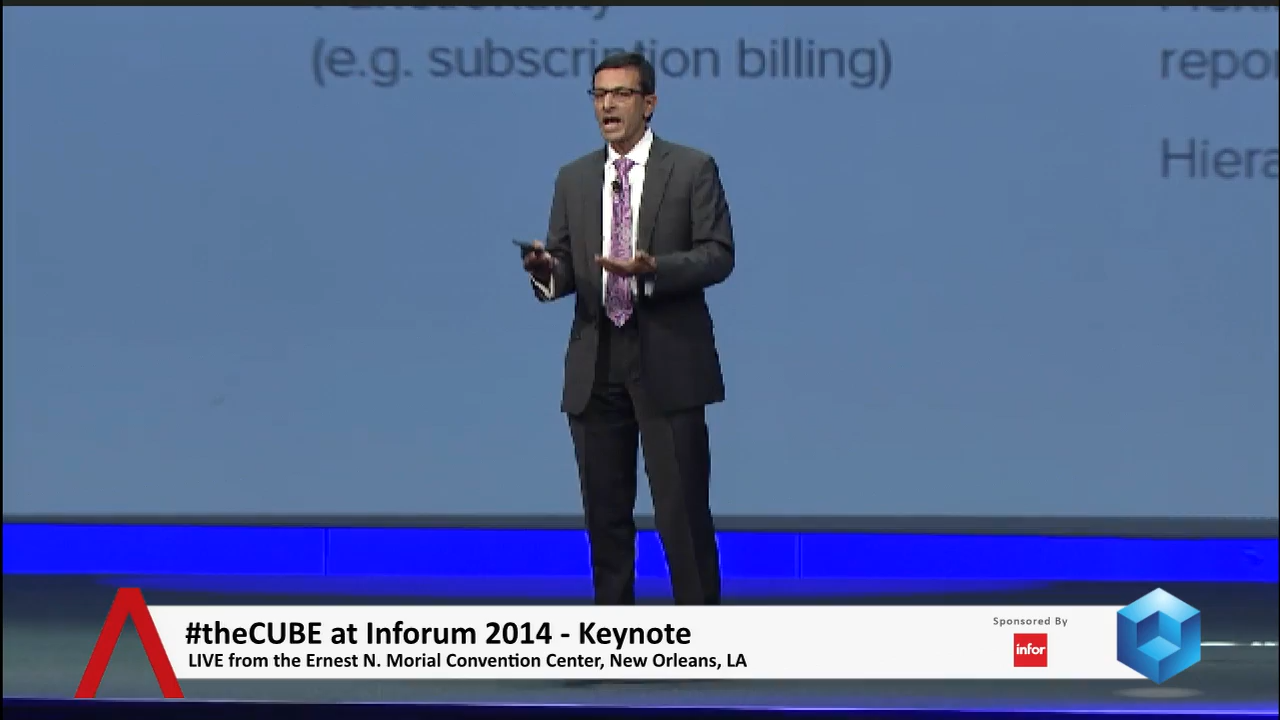 (e.g. subscription billing)
Hiera
#theCUBE at Inforum 2014 - Keynote
LIVE from the Ernest N. Morial Convention Center, New Orleans, LA
Sponsored By
infor